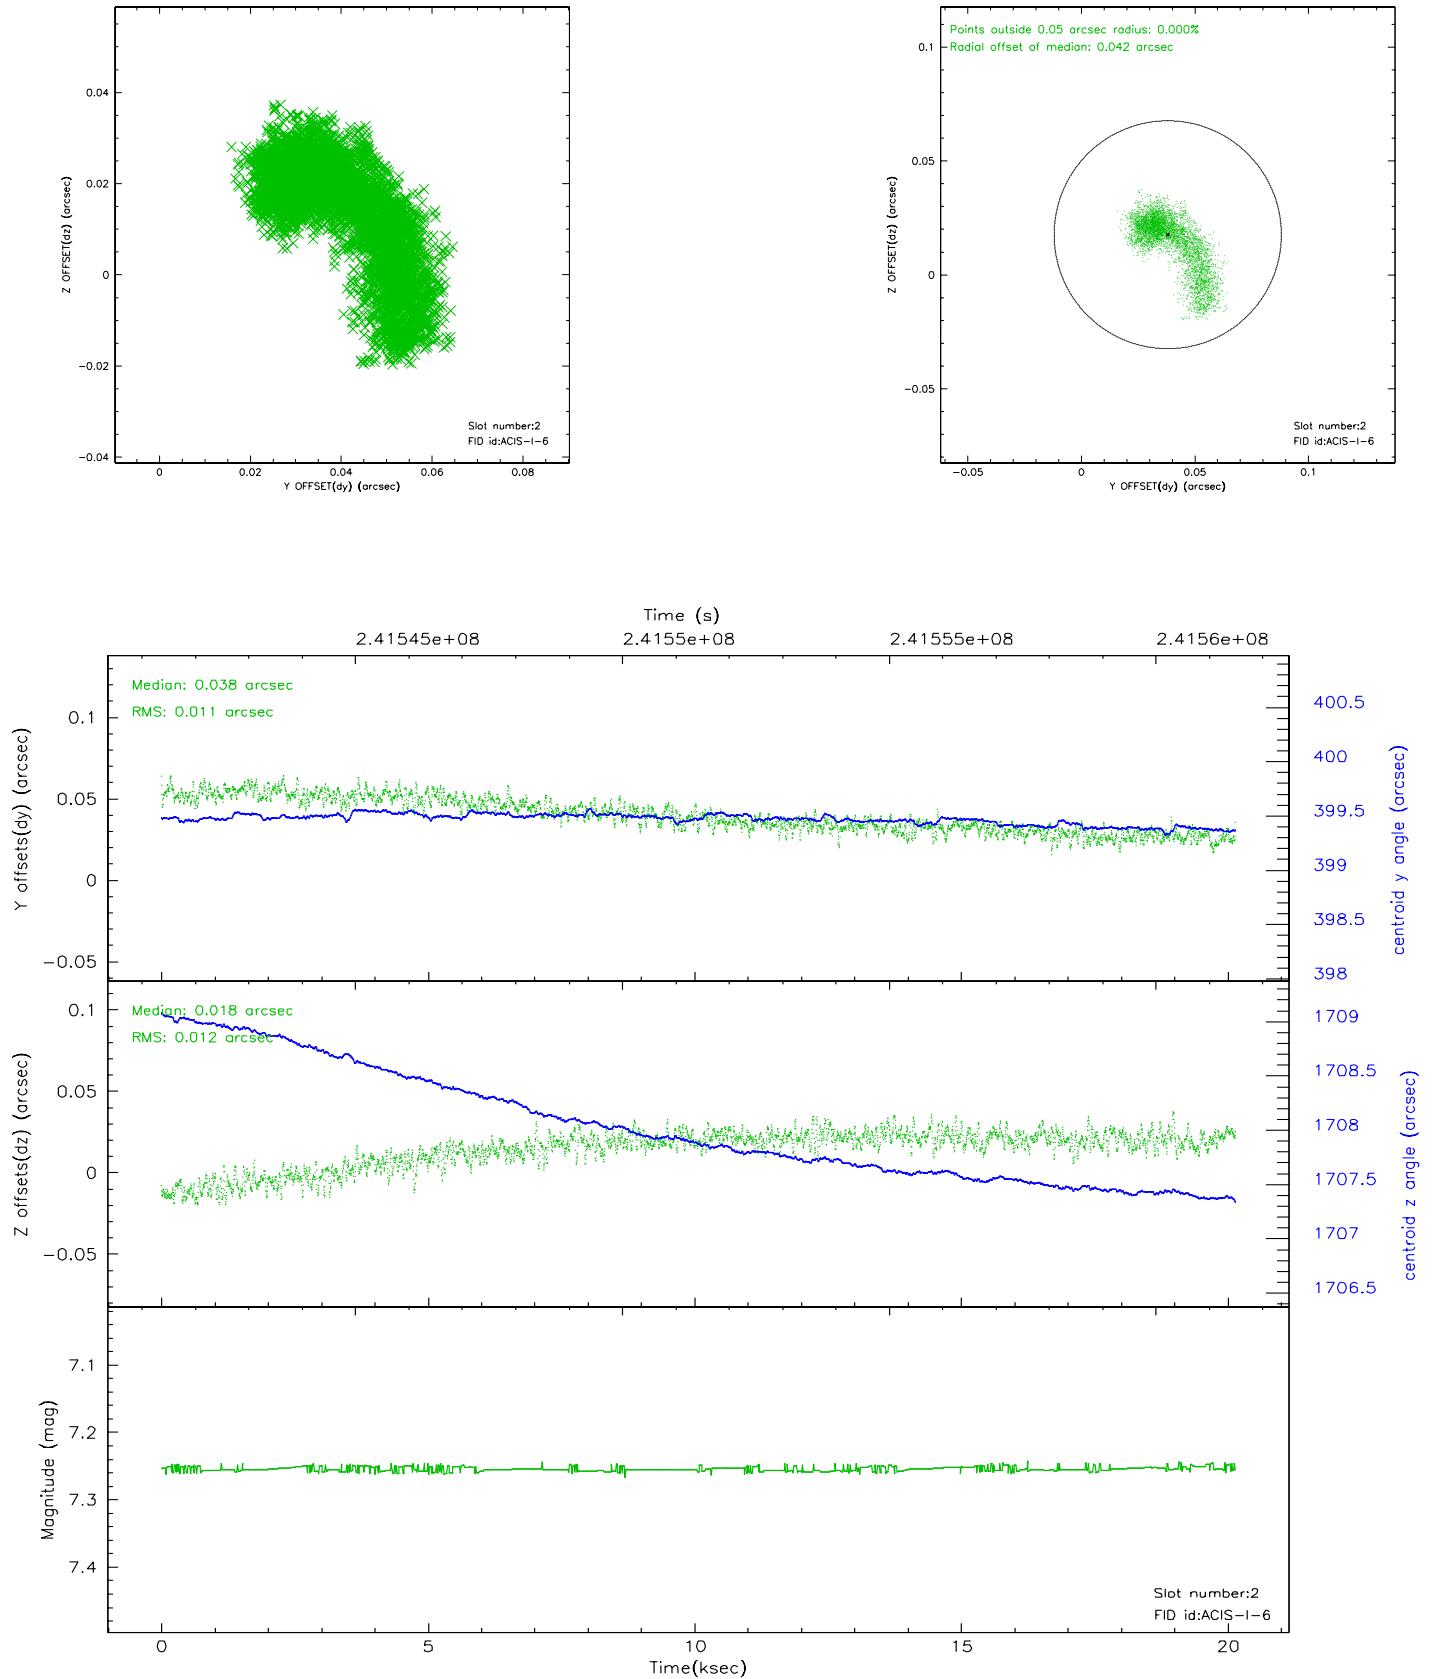 0.04
0.02
0
-0.02
-0.04
Z OFFSET(dz) (arcsec)
Slot number:2
FID id:ACIS-I-6
0
0.02
0.04
0.06
0.08
Y OFFSET(dy) (arcsec)
Points outside 0.05 arcsec radius: 0.000%
Radial offset of median: 0.042 arcsec
0.1
0.05
0
-0.05
Z OFFSET(dz) (arcsec)
Slot number:2
FID id:ACIS-I-6
-0.05
0
0.05
0.1
Y OFFSET(dy) (arcsec)
Time (s)
2.41545e+08
2.4155e+08
2.41555e+08
2.4156e+08
Median: 0.038 arcsec
RMS: 0.011 arcsec
0.1
0.05
0
-0.05
Y offsets(dy) (arcsec)
400.5
400
399.5
399
398.5
398
centroid y angle (arcsec)
Median: 0.018 arcsec
RMS: 0.012 arcsec
0.1
0.05
0
-0.05
Z offsets(dz) (arcsec)
1709
1708.5
1708
1707.5
1707
1706.5
centroid z angle (arcsec)
7.1
7.2
7.3
7.4
Magnitude (mag)
Slot number:2
FID id:ACIS-I-6
0
5
10
15
20
Time(ksec)